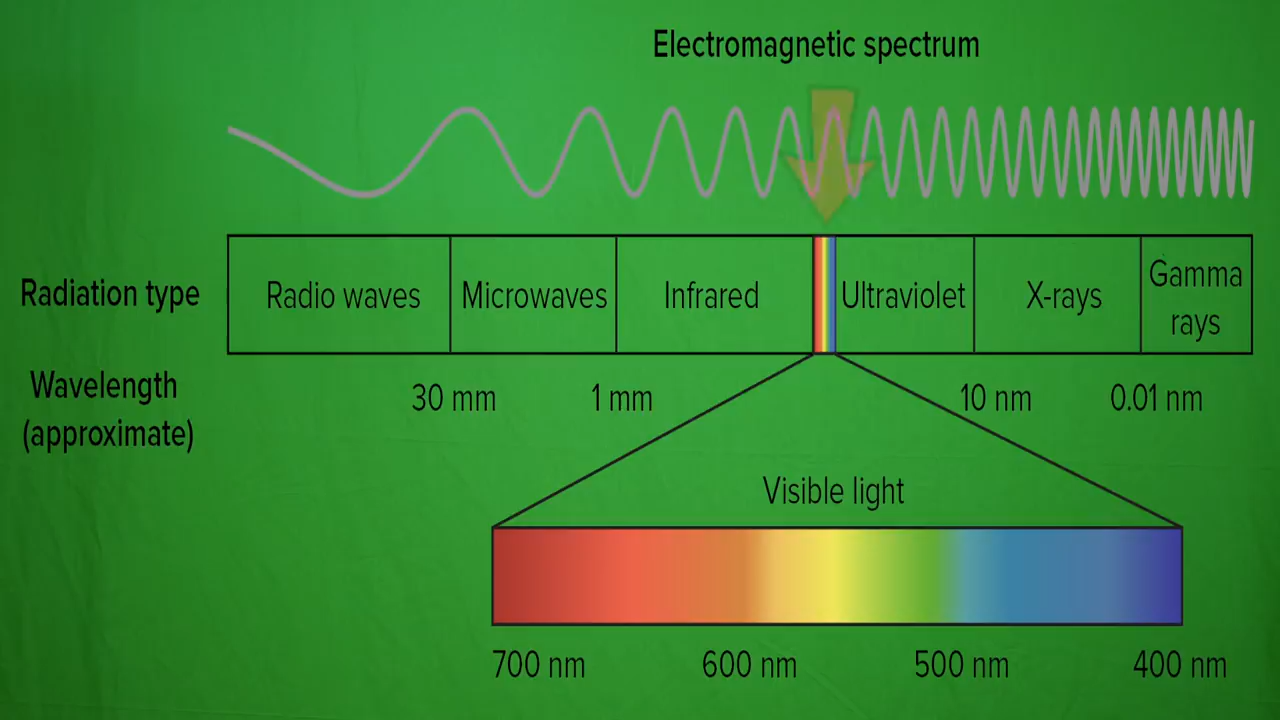 Electromagnetic spectrum
Radiation type
Radio waves
Microwaves
Infrared
Ultraviolet
X-rays
Gamma
rays
Wavelength
(approximate)
30 mm
1 mm
10 nm
0.01 nm
Visible light
700 nm
600 nm
500 nm
400 nm